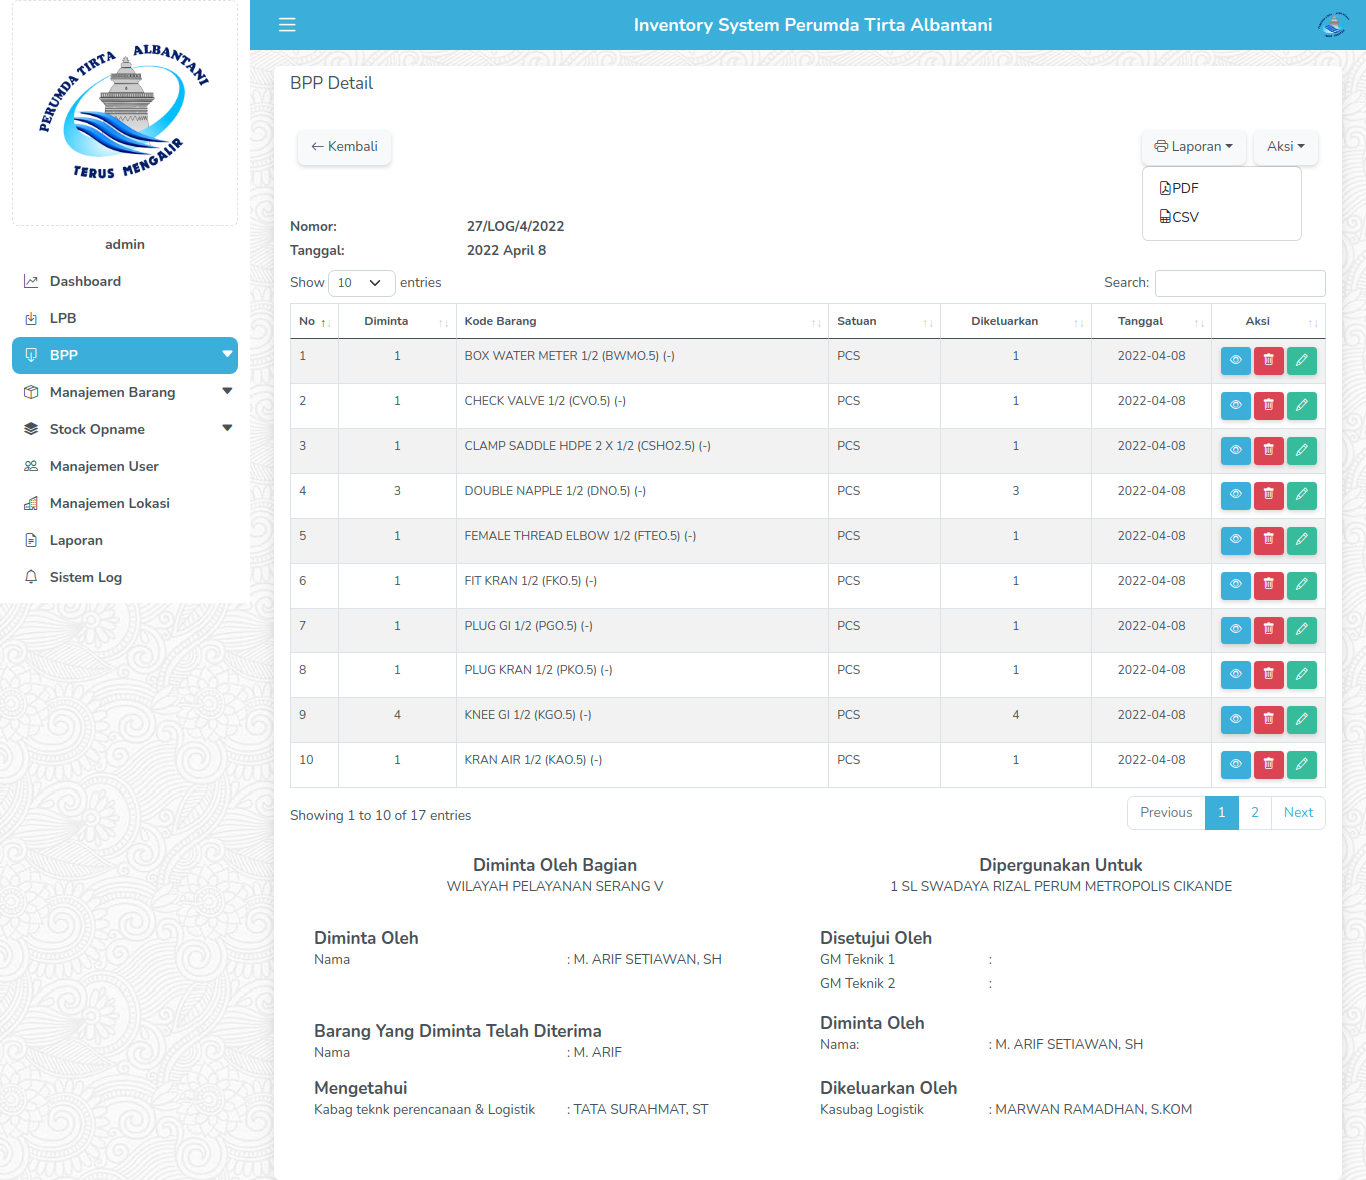 PERUMDA TIRTA ALBANTANI
TERUS MENGALIR
admin
Dashboard
LPB
BPP
Manajemen Barang
Stock Opname
Manajemen User
Manajemen Lokasi
Laporan
Sistem Log
Inventory System Perumda Tirta Albantani
BPP Detail
Kembali
Laporan Aksi
PDF
CSV
Nomor: 27/LOG/4/2022
Tanggal: 2022 April 8
Show 10 entries Search:
No Diminta Kode Barang Satuan Dikeluarkan Tanggal Aksi
1 1 BOX WATER METER 1/2 (BWMO.5) (-) PCS 1 2022-04-08
2 1 CHECK VALVE 1/2 (CVO.5) (-) PCS 1 2022-04-08
3 1 CLAMP SADDLE HDPE 2 X 1/2 (CSHO2.5) (-) PCS 1 2022-04-08
4 3 DOUBLE NAPPLE 1/2 (DNO.5) (-) PCS 3 2022-04-08
5 1 FEMALE THREAD ELBOW 1/2 (FTEO.5) (-) PCS 1 2022-04-08
6 1 FIT KRAN 1/2 (FKO.5) (-) PCS 1 2022-04-08
7 1 PLUG GI 1/2 (PGO.5) (-) PCS 1 2022-04-08
8 1 PLUG KRAN 1/2 (PKO.5) (-) PCS 1 2022-04-08
9 4 KNEE GI 1/2 (KGO.5) (-) PCS 4 2022-04-08
10 1 KRAN AIR 1/2 (KAO.5) (-) PCS 1 2022-04-08
Showing 1 to 10 of 17 entries Previous 1 2 Next
Diminta Oleh Bagian
WILAYAH PELAYANAN SERANG V
Dipergunakan Untuk
1 SL SWADAYA RIZAL PERUM METROPOLIS CIKANDE
Diminta Oleh
Nama : M. ARIF SETIAWAN, SH
Disetujui Oleh
GM Teknik 1 :
GM Teknik 2 :
Barang Yang Diminta Telah Diterima
Nama : M. ARIF
Diminta Oleh
Nama: : M. ARIF SETIAWAN, SH
Mengetahui
Kabag teknk perencanaan & Logistik : TATA SURAHMAT, ST
Dikeluarkan Oleh
Kasubag Logistik : MARWAN RAMADHAN, S.KOM